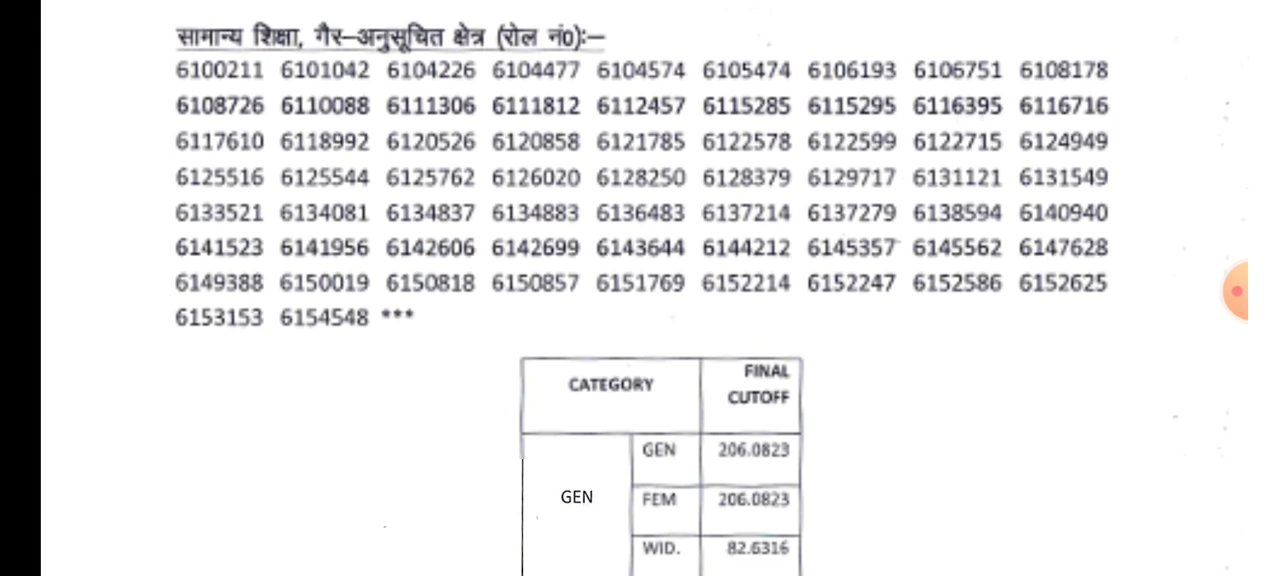 सामान्य शिक्षा, गैर–अनुसूचित क्षेत्र (रोल नं0):–
6100211 6101042 6104226 6104477 6104574 6105474 6106193 6106751 6108178
6108726 6110088 6111306 6111812 6112457 6115285 6115295 6116395 6116716
6117610 6118992 6120526 6120858 6121785 6122578 6122599 6122715 6124949
6125516 6125544 6125762 6126020 6128250 6128379 6129717 6131121 6131549
6133521 6134081 6134837 6134883 6136483 6137214 6137279 6138594 6140940
6141523 6141956 6142606 6142699 6143644 6144212 6145357 6145562 6147628
6149388 6150019 6150818 6150857 6151769 6152214 6152247 6152586 6152625
6153153 6154548 ***
CATEGORY FINAL CUTOFF
GEN GEN 206.0823
FEM 206.0823
WID. 82.6316